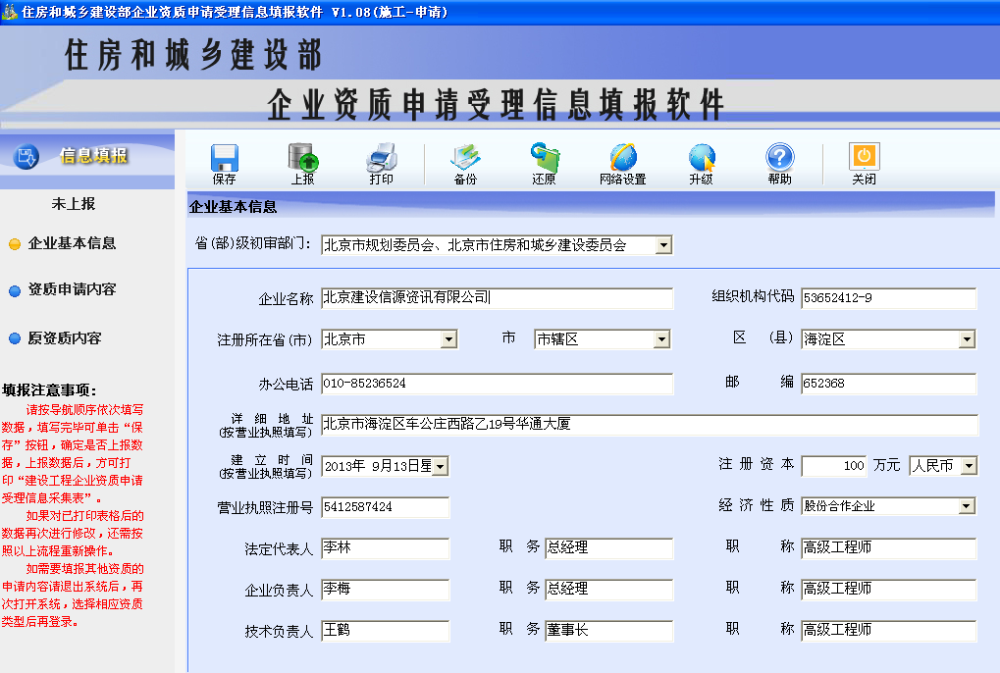 住房和城乡建设部企业资质申请受理信息填报软件 V1.08(施工-申请)
住房和城乡建设部
企业资质申请受理信息填报软件
信息填报
保存 上报 打印 备份 还原 网络设置 升级 帮助 关闭
未上报
企业基本信息
资质申请内容
原资质内容
填报注意事项:
请按导航顺序依次填写
数据，填写完毕可单击“保
存”按钮，确定是否上报数
据，上报数据后，方可打
印“建设工程企业资质申请
受理信息采集表”。
如果对已打印表格后的
数据再次进行修改，还需按
照以上流程重新操作。
如需要填报其他资质的
申请内容请退出系统后，再
次打开系统，选择相应资质
类型后再登录。
企业基本信息
省(部)级初审部门: 北京市规划委员会、北京市住房和城乡建设委员会
企业名称 北京建设信源资讯有限公司 组织机构代码 53652412-9
注册所在省(市) 北京市 市 市辖区 区 (县) 海淀区
办公电话 010-85236524 邮 编 652368
详 细 地 址 北京市海淀区车公庄西路乙19号华通大厦
(按营业执照填写)
建 立 时 间 2013年 9月13日星 注 册 资 本 100 万元 人民币
(按营业执照填写)
营业执照注册号 5412587424 经 济 性 质 股份合作企业
法定代表人 李林 职 务 总经理 职 称 高级工程师
企业负责人 李梅 职 务 总经理 职 称 高级工程师
技术负责人 王鹤 职 务 董事长 职 称 高级工程师